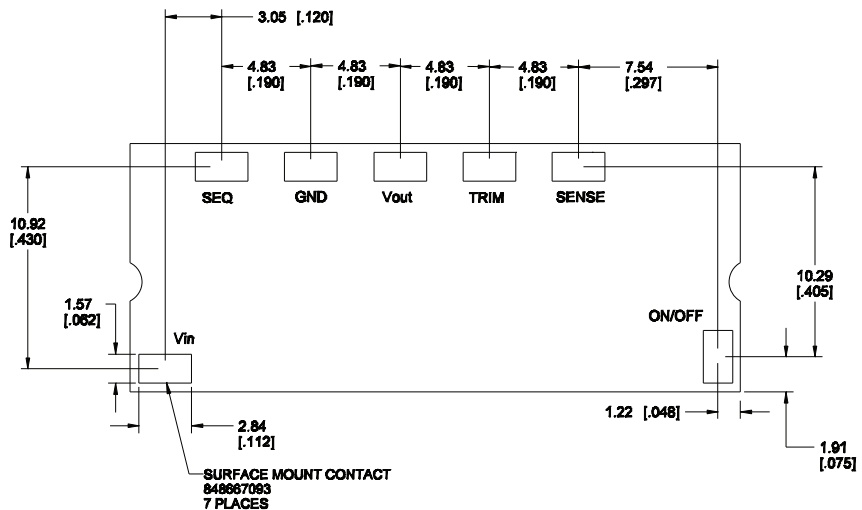 3.05 [.120]
4.83
[.190]
4.83
[.190]
4.83
[.190]
4.83
[.190]
7.54
[.297]
SEQ
GND
Vout
TRIM
SENSE
10.92
[.430]
10.29
[.405]
1.57
[.062]
Vin
ON/OFF
2.84
[.112]
1.22 [.048]
1.91
[.075]
SURFACE MOUNT CONTACT
848667093
7 PLACES